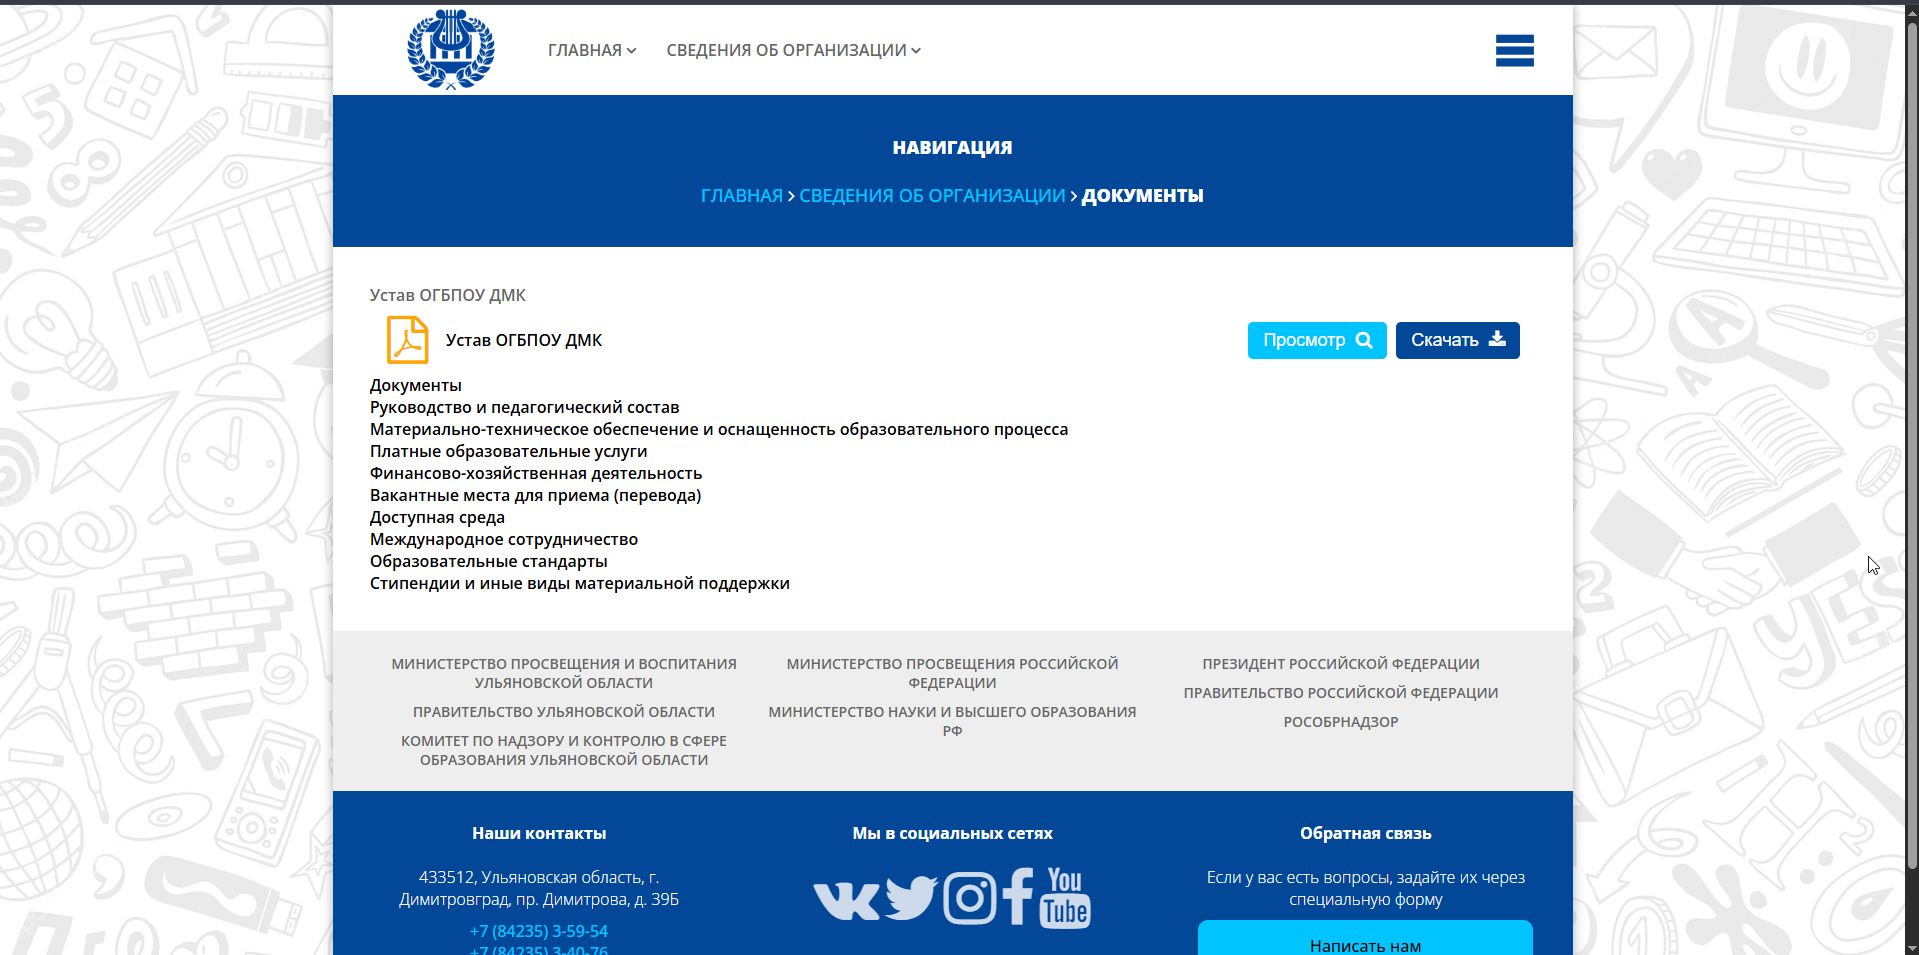 ГЛАВНАЯ
СВЕДЕНИЯ ОБ ОРГАНИЗАЦИИ
НАВИГАЦИЯ
ГЛАВНАЯ > СВЕДЕНИЯ ОБ ОРГАНИЗАЦИИ > ДОКУМЕНТЫ
Устав ОГБПОУ ДМК
Устав ОГБПОУ ДМК
Просмотр
Скачать
Документы
Руководство и педагогический состав
Материально-техническое обеспечение и оснащенность образовательного процесса
Платные образовательные услуги
Финансово-хозяйственная деятельность
Вакантные места для приема (перевода)
Доступная среда
Международное сотрудничество
Образовательные стандарты
Стипендии и иные виды материальной поддержки
МИНИСТЕРСТВО ПРОСВЕЩЕНИЯ И ВОСПИТАНИЯ
УЛЬЯНОВСКОЙ ОБЛАСТИ
ПРАВИТЕЛЬСТВО УЛЬЯНОВСКОЙ ОБЛАСТИ
КОМИТЕТ ПО НАДЗОРУ И КОНТРОЛЮ В СФЕРЕ
ОБРАЗОВАНИЯ УЛЬЯНОВСКОЙ ОБЛАСТИ
МИНИСТЕРСТВО ПРОСВЕЩЕНИЯ РОССИЙСКОЙ
ФЕДЕРАЦИИ
МИНИСТЕРСТВО НАУКИ И ВЫСШЕГО ОБРАЗОВАНИЯ
РФ
ПРЕЗИДЕНТ РОССИЙСКОЙ ФЕДЕРАЦИИ
ПРАВИТЕЛЬСТВО РОССИЙСКОЙ ФЕДЕРАЦИИ
РОСОБРНАДЗОР
Наши контакты
433512, Ульяновская область, г.
Димитровград, пр. Димитрова, д. 39Б
+7 (84235) 3-59-54
+7 (84235) 3-40-76
Мы в социальных сетях
You
Tube
Обратная связь
Если у вас есть вопросы, задайте их через
специальную форму
Написать нам
YES